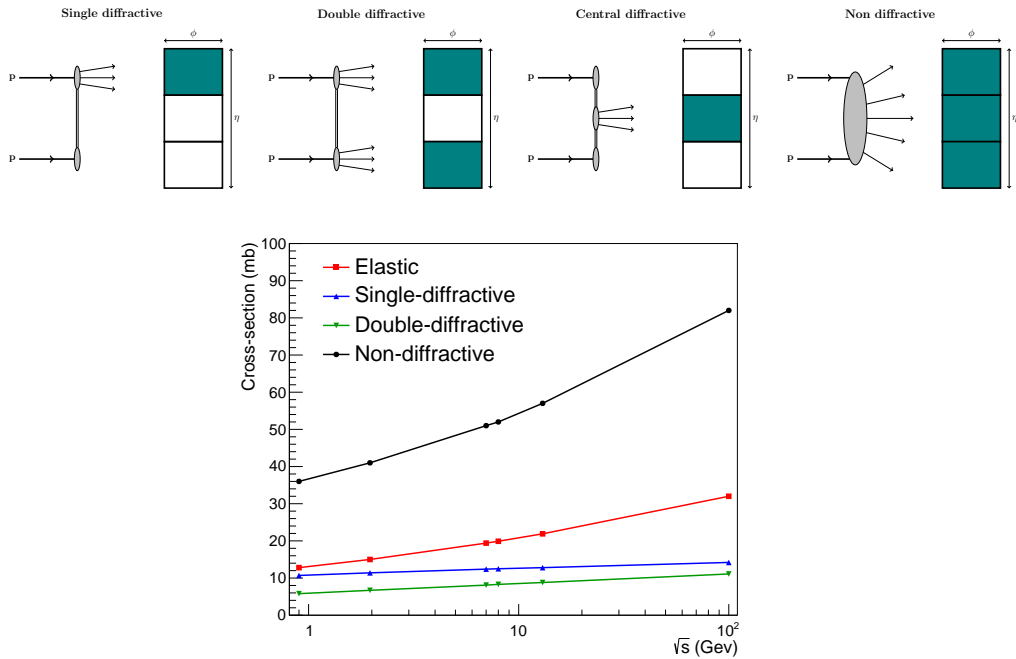 Single diffractive
Double diffractive
Central diffractive
Non diffractive
ϕ
ϕ
ϕ
ϕ
p
p
p
p
η
η
η
η
p
p
p
p
100
90
80
70
60
50
40
30
20
10
0
Cross-section (mb)
Elastic
Single-diffractive
Double-diffractive
Non-diffractive
1
10
10²
√s (Gev)